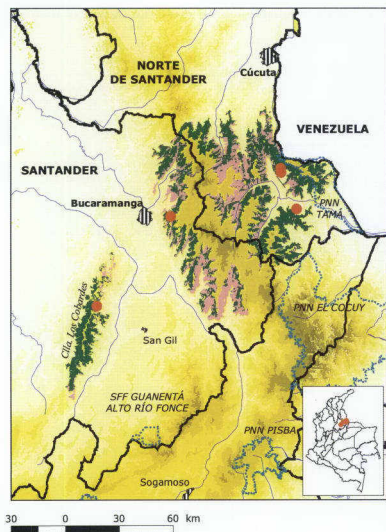 NORTE
DE SANTANDER
Cúcuta
VENEZUELA
SANTANDER
Bucaramanga
PNN
TAMÁ
Clla. Los Cobardes
PNN EL COCUY
San Gil
SFF GUANENTÁ
ALTO RÍO FONCE
PNN PISBA
Sogamoso
30 0 30 60 km